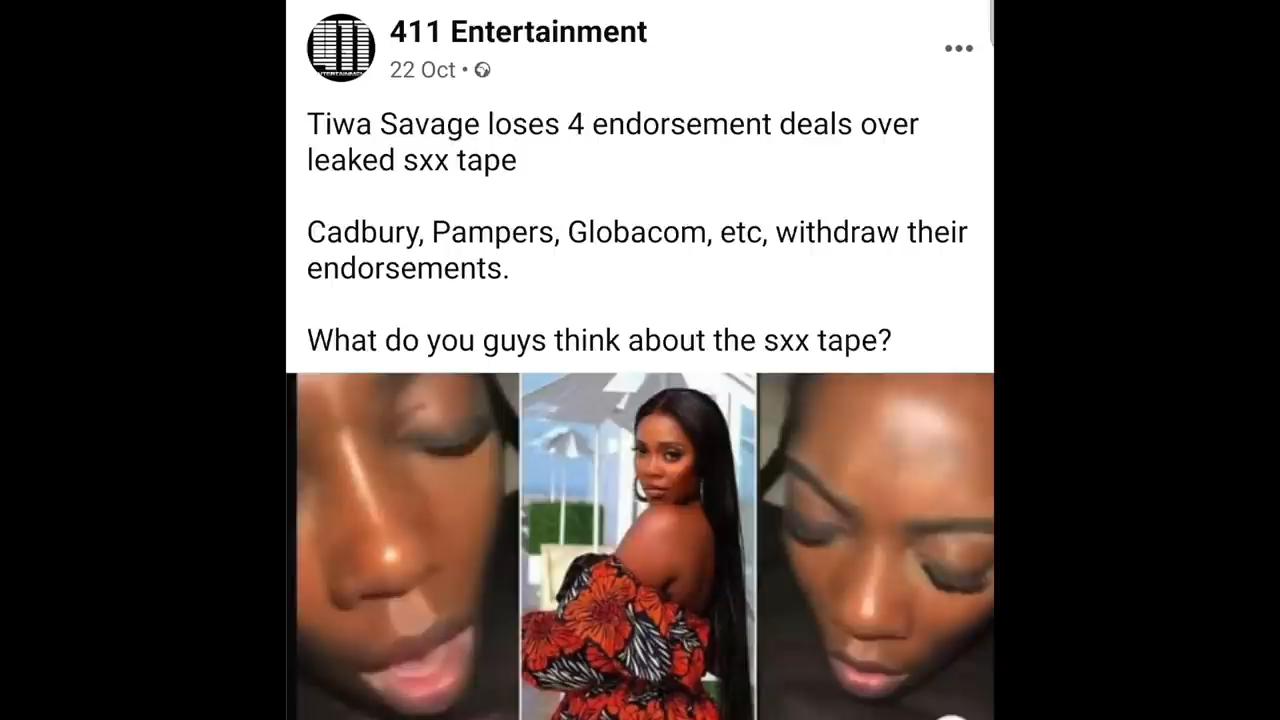 411 Entertainment
22 Oct •
Tiwa Savage loses 4 endorsement deals over
leaked sxx tape
Cadbury, Pampers, Globacom, etc, withdraw their
endorsements.
What do you guys think about the sxx tape?